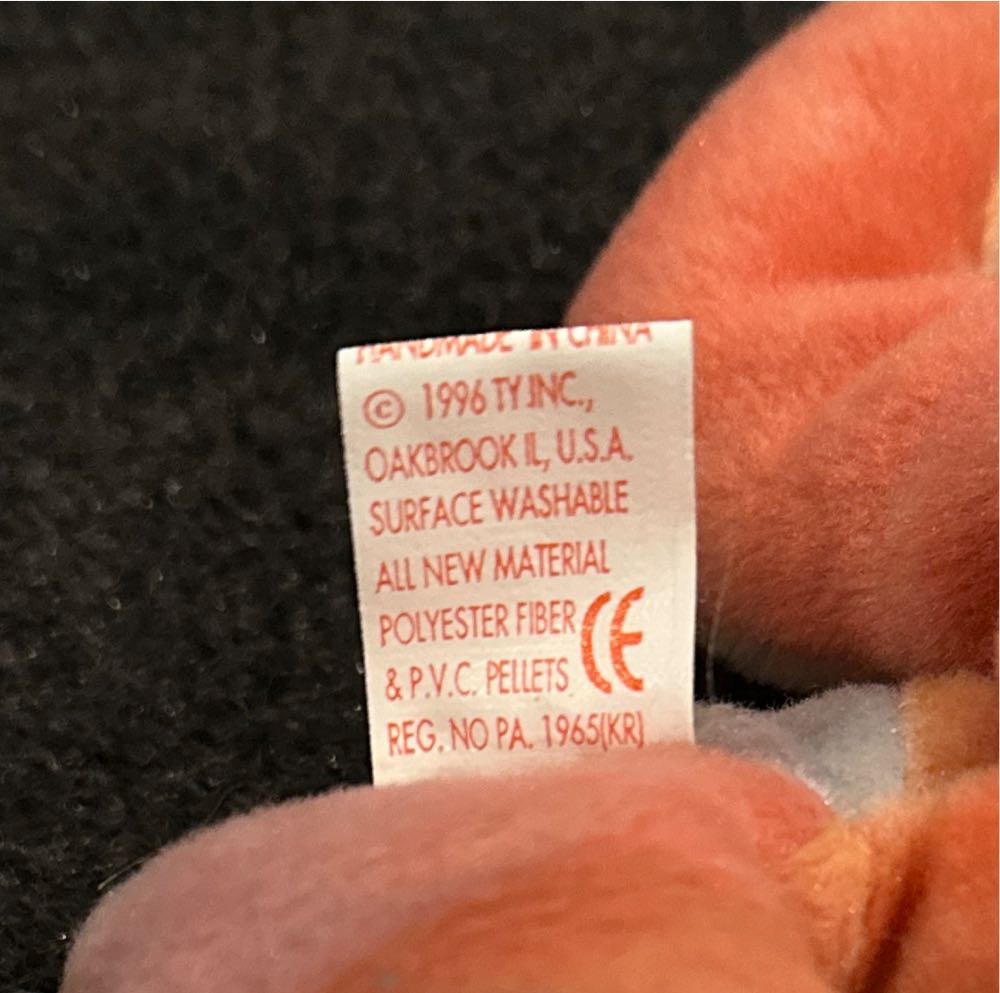 HANDMADE IN CHINA
© 1996 TY INC.,
OAKBROOK IL, U.S.A.
SURFACE WASHABLE
ALL NEW MATERIAL
POLYESTER FIBER
& P.V.C. PELLETS
CE
REG. NO PA. 1965(KR)